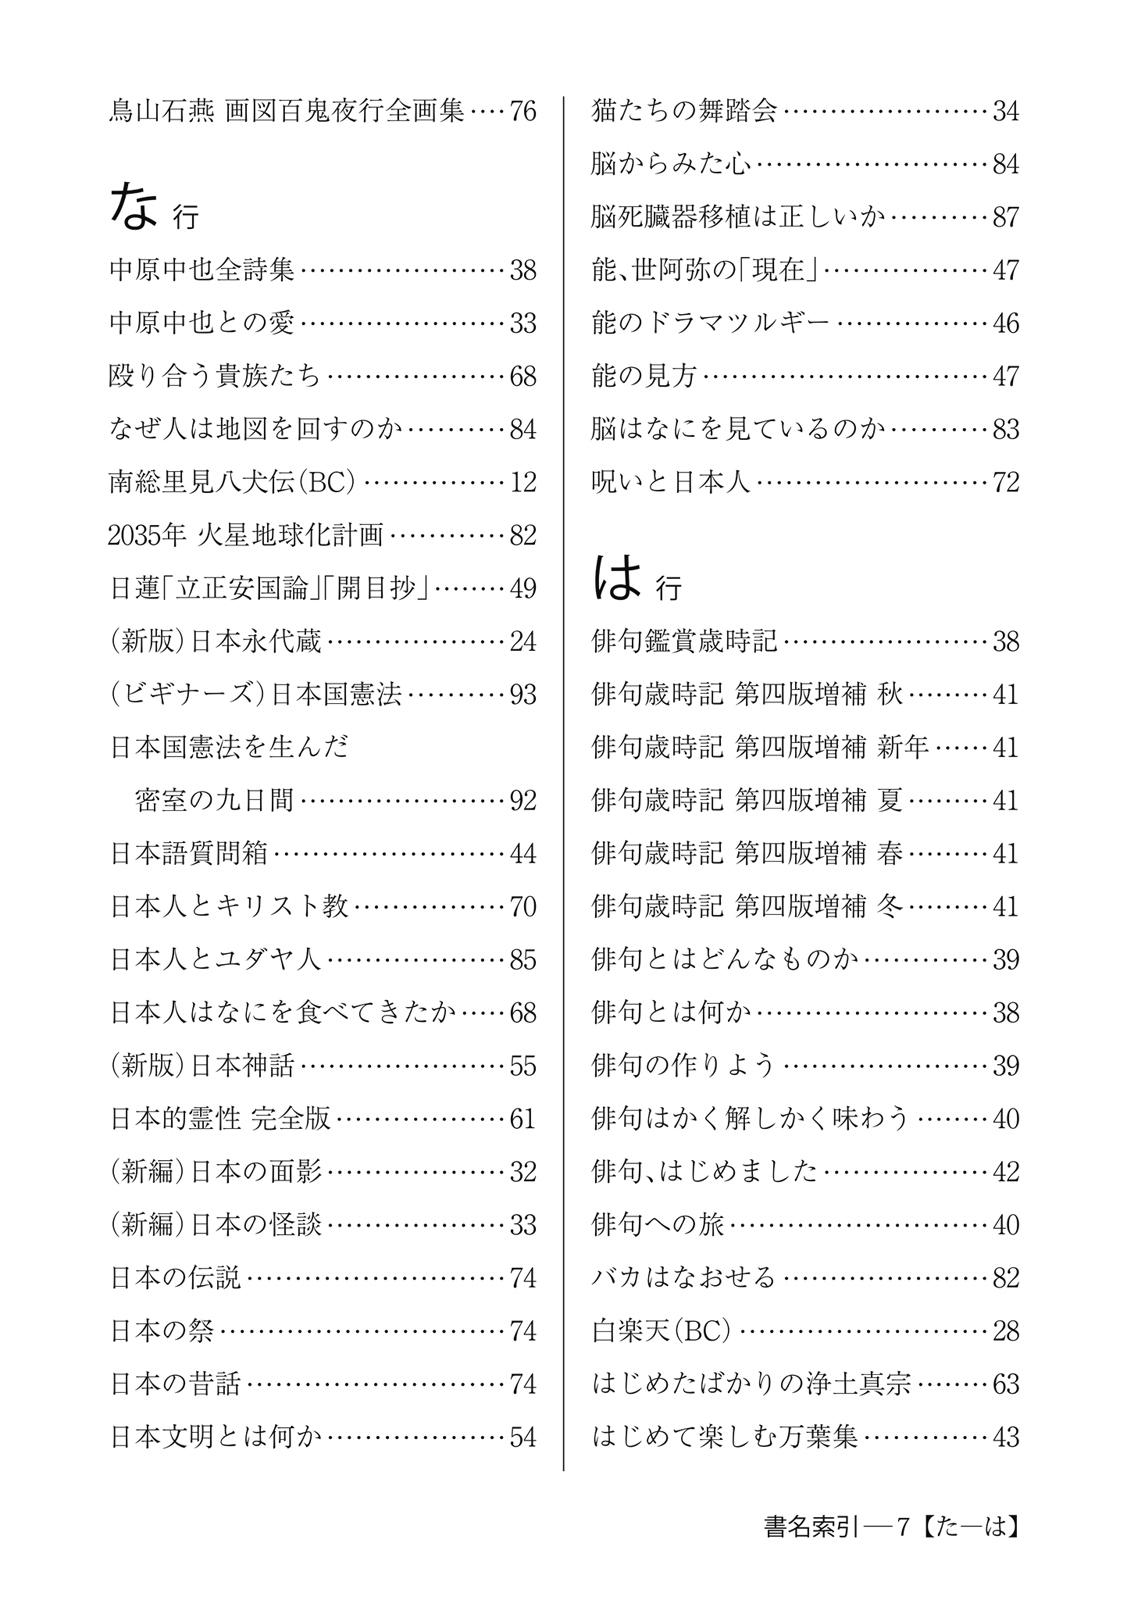 鳥山石燕 画図百鬼夜行全画集････76
な 行
中原中也全詩集･････････････････････38
中原中也との愛･････････････････････33
殴り合う貴族たち･･･････････････････68
なぜ人は地図を回すのか･･････････84
南総里見八犬伝（BC）･･･････････････12
2035年 火星地球化計画････････････82
日蓮「立正安国論」「開目抄」････････49
（新版）日本永代蔵･･･････････････････24
（ビギナーズ）日本国憲法･･････････93
日本国憲法を生んだ
密室の九日間･････････････････････92
日本語質問箱････････････････････････44
日本人とキリスト教････････････････70
日本人とユダヤ人･･･････････････････85
日本人はなにを食べてきたか･････68
（新版）日本神話･････････････････････55
日本的霊性 完全版･･････････････････61
（新編）日本の面影･･･････････････････32
（新編）日本の怪談･･･････････････････33
日本の伝説･･･････････････････････････74
日本の祭･･････････････････････････････74
日本の昔話･･･････････････････････････74
日本文明とは何か･･･････････････････54
猫たちの舞踏会･････････････････････34
脳からみた心････････････････････････84
脳死臓器移植は正しいか･･････････87
能、世阿弥の「現在」･････････････････47
能のドラマツルギー････････････････46
能の見方･･････････････････････････････47
脳はなにを見ているのか･･････････83
呪いと日本人････････････････････････72
は 行
俳句鑑賞歳時記･････････････････････38
俳句歳時記 第四版増補 秋･････････41
俳句歳時記 第四版増補 新年･･････41
俳句歳時記 第四版増補 夏･････････41
俳句歳時記 第四版増補 春･････････41
俳句歳時記 第四版増補 冬･････････41
俳句とはどんなものか･････････････39
俳句とは何か････････････････････････38
俳句の作りよう･････････････････････39
俳句はかく解しかく味わう････････40
俳句、はじめました･････････････････42
俳句への旅･･･････････････････････････40
バカはなおせる･････････････････････82
白楽天（BC）･･････････････････････････28
はじめたばかりの浄土真宗････････63
はじめて楽しむ万葉集･････････････43
書名索引―7【た―は】